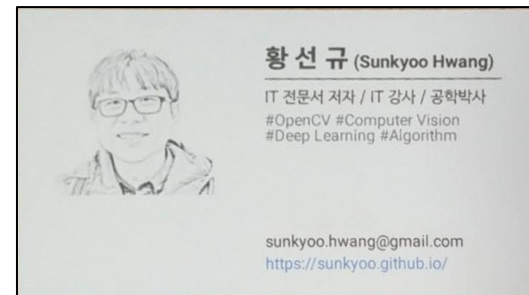 황 선 규 (Sunkyoo Hwang)
IT 전문서 저자 / IT 강사 / 공학박사
#OpenCV #Computer Vision
#Deep Learning #Algorithm
sunkyoo.hwang@gmail.com
https://sunkyoo.github.io/